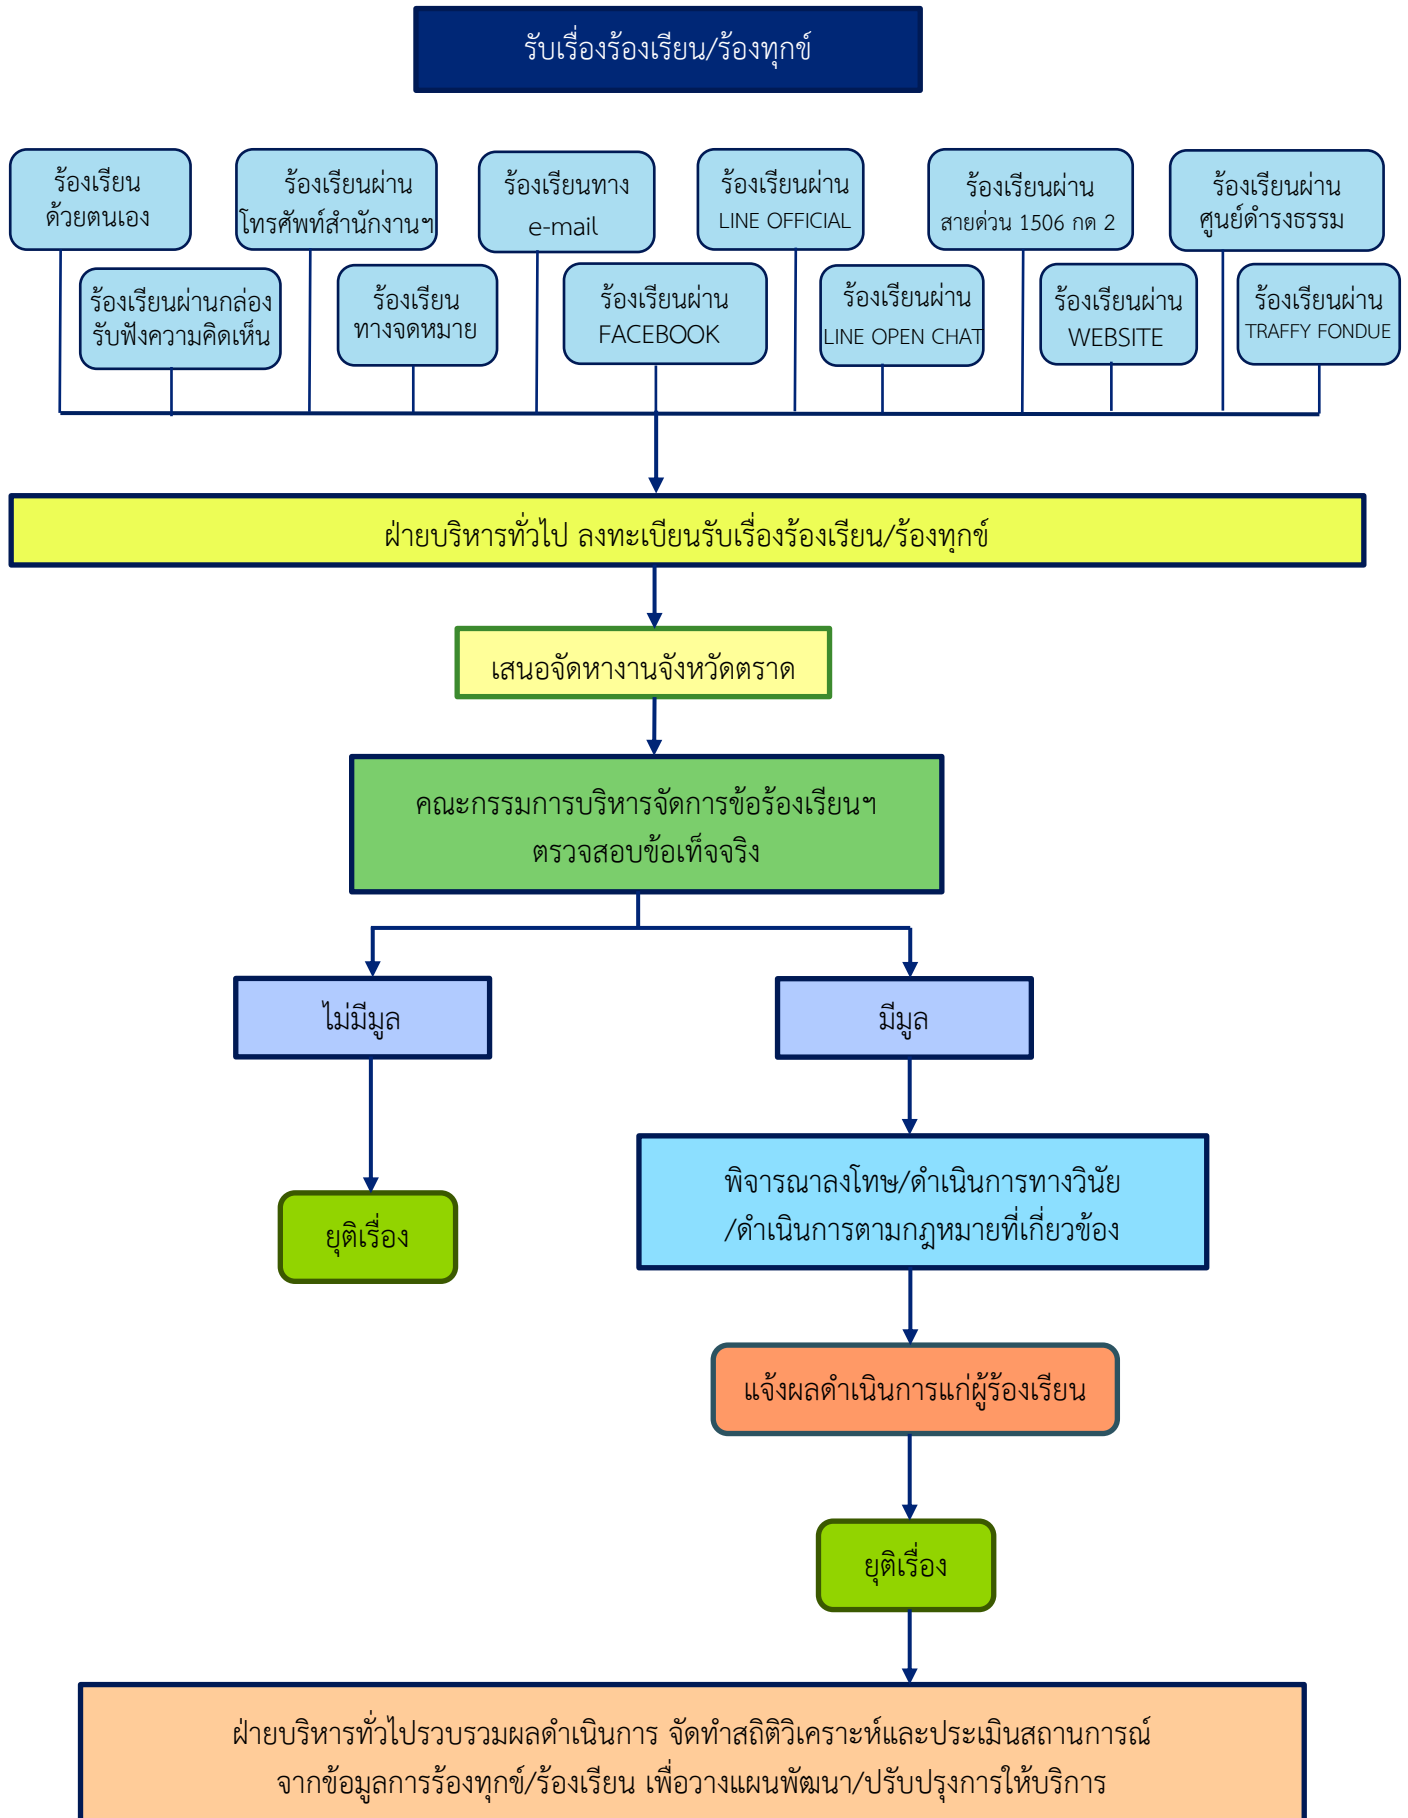 รับเรื่องร้องเรียน/ร้องทุกข์
ร้องเรียน
ด้วยตนเอง
ร้องเรียนผ่าน
โทรศัพท์สำนักงานฯ
ร้องเรียนทาง
e-mail
ร้องเรียนผ่าน
LINE OFFICIAL
ร้องเรียนผ่าน
สายด่วน 1506 กด 2
ร้องเรียนผ่าน
ศูนย์ดำรงธรรม
ร้องเรียนผ่านกล่อง
รับฟังความคิดเห็น
ร้องเรียน
ทางจดหมาย
ร้องเรียนผ่าน
FACEBOOK
ร้องเรียนผ่าน
LINE OPEN CHAT
ร้องเรียนผ่าน
WEBSITE
ร้องเรียนผ่าน
TRAFFY FONDUE
ฝ่ายบริหารทั่วไป ลงทะเบียนรับเรื่องร้องเรียน/ร้องทุกข์
เสนอจัดหางานจังหวัดตราด
คณะกรรมการบริหารจัดการข้อร้องเรียนฯ
ตรวจสอบข้อเท็จจริง
ไม่มีมูล
มีมูล
พิจารณาลงโทษ/ดำเนินการทางวินัย
/ดำเนินการตามกฎหมายที่เกี่ยวข้อง
ยุติเรื่อง
แจ้งผลดำเนินการแก่ผู้ร้องเรียน
ยุติเรื่อง
ฝ่ายบริหารทั่วไปรวบรวมผลดำเนินการ จัดทำสถิติวิเคราะห์และประเมินสถานการณ์
จากข้อมูลการร้องทุกข์/ร้องเรียน เพื่อวางแผนพัฒนา/ปรับปรุงการให้บริการ